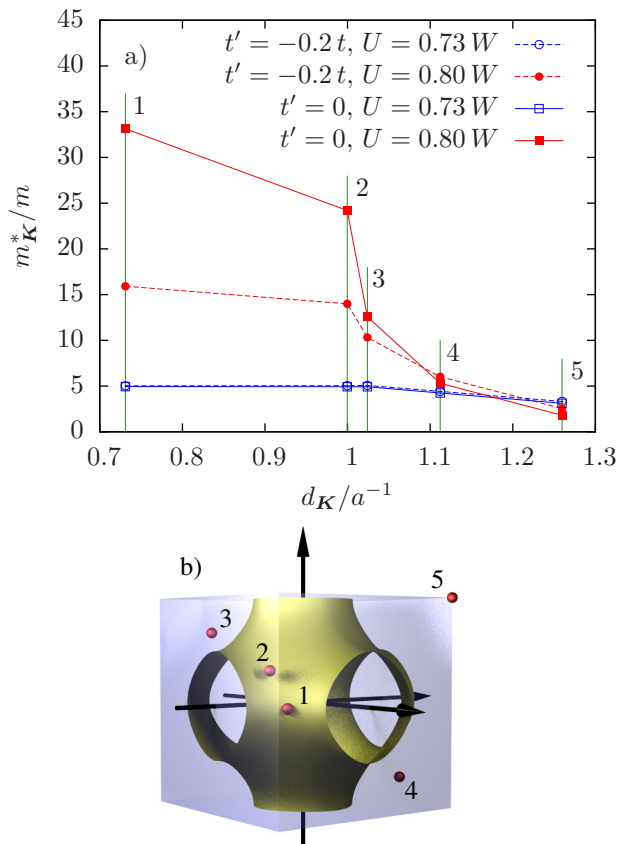 45
40
35
30
25
20
15
10
5
0
a)
t′ = −0.2 t, U = 0.73 W
t′ = −0.2 t, U = 0.80 W
t′ = 0, U = 0.73 W
t′ = 0, U = 0.80 W
1
2
3
4
5
m*_K/m
0.7 0.8 0.9 1 1.1 1.2 1.3
d_K/a⁻¹
b)
5
3
2
1
4